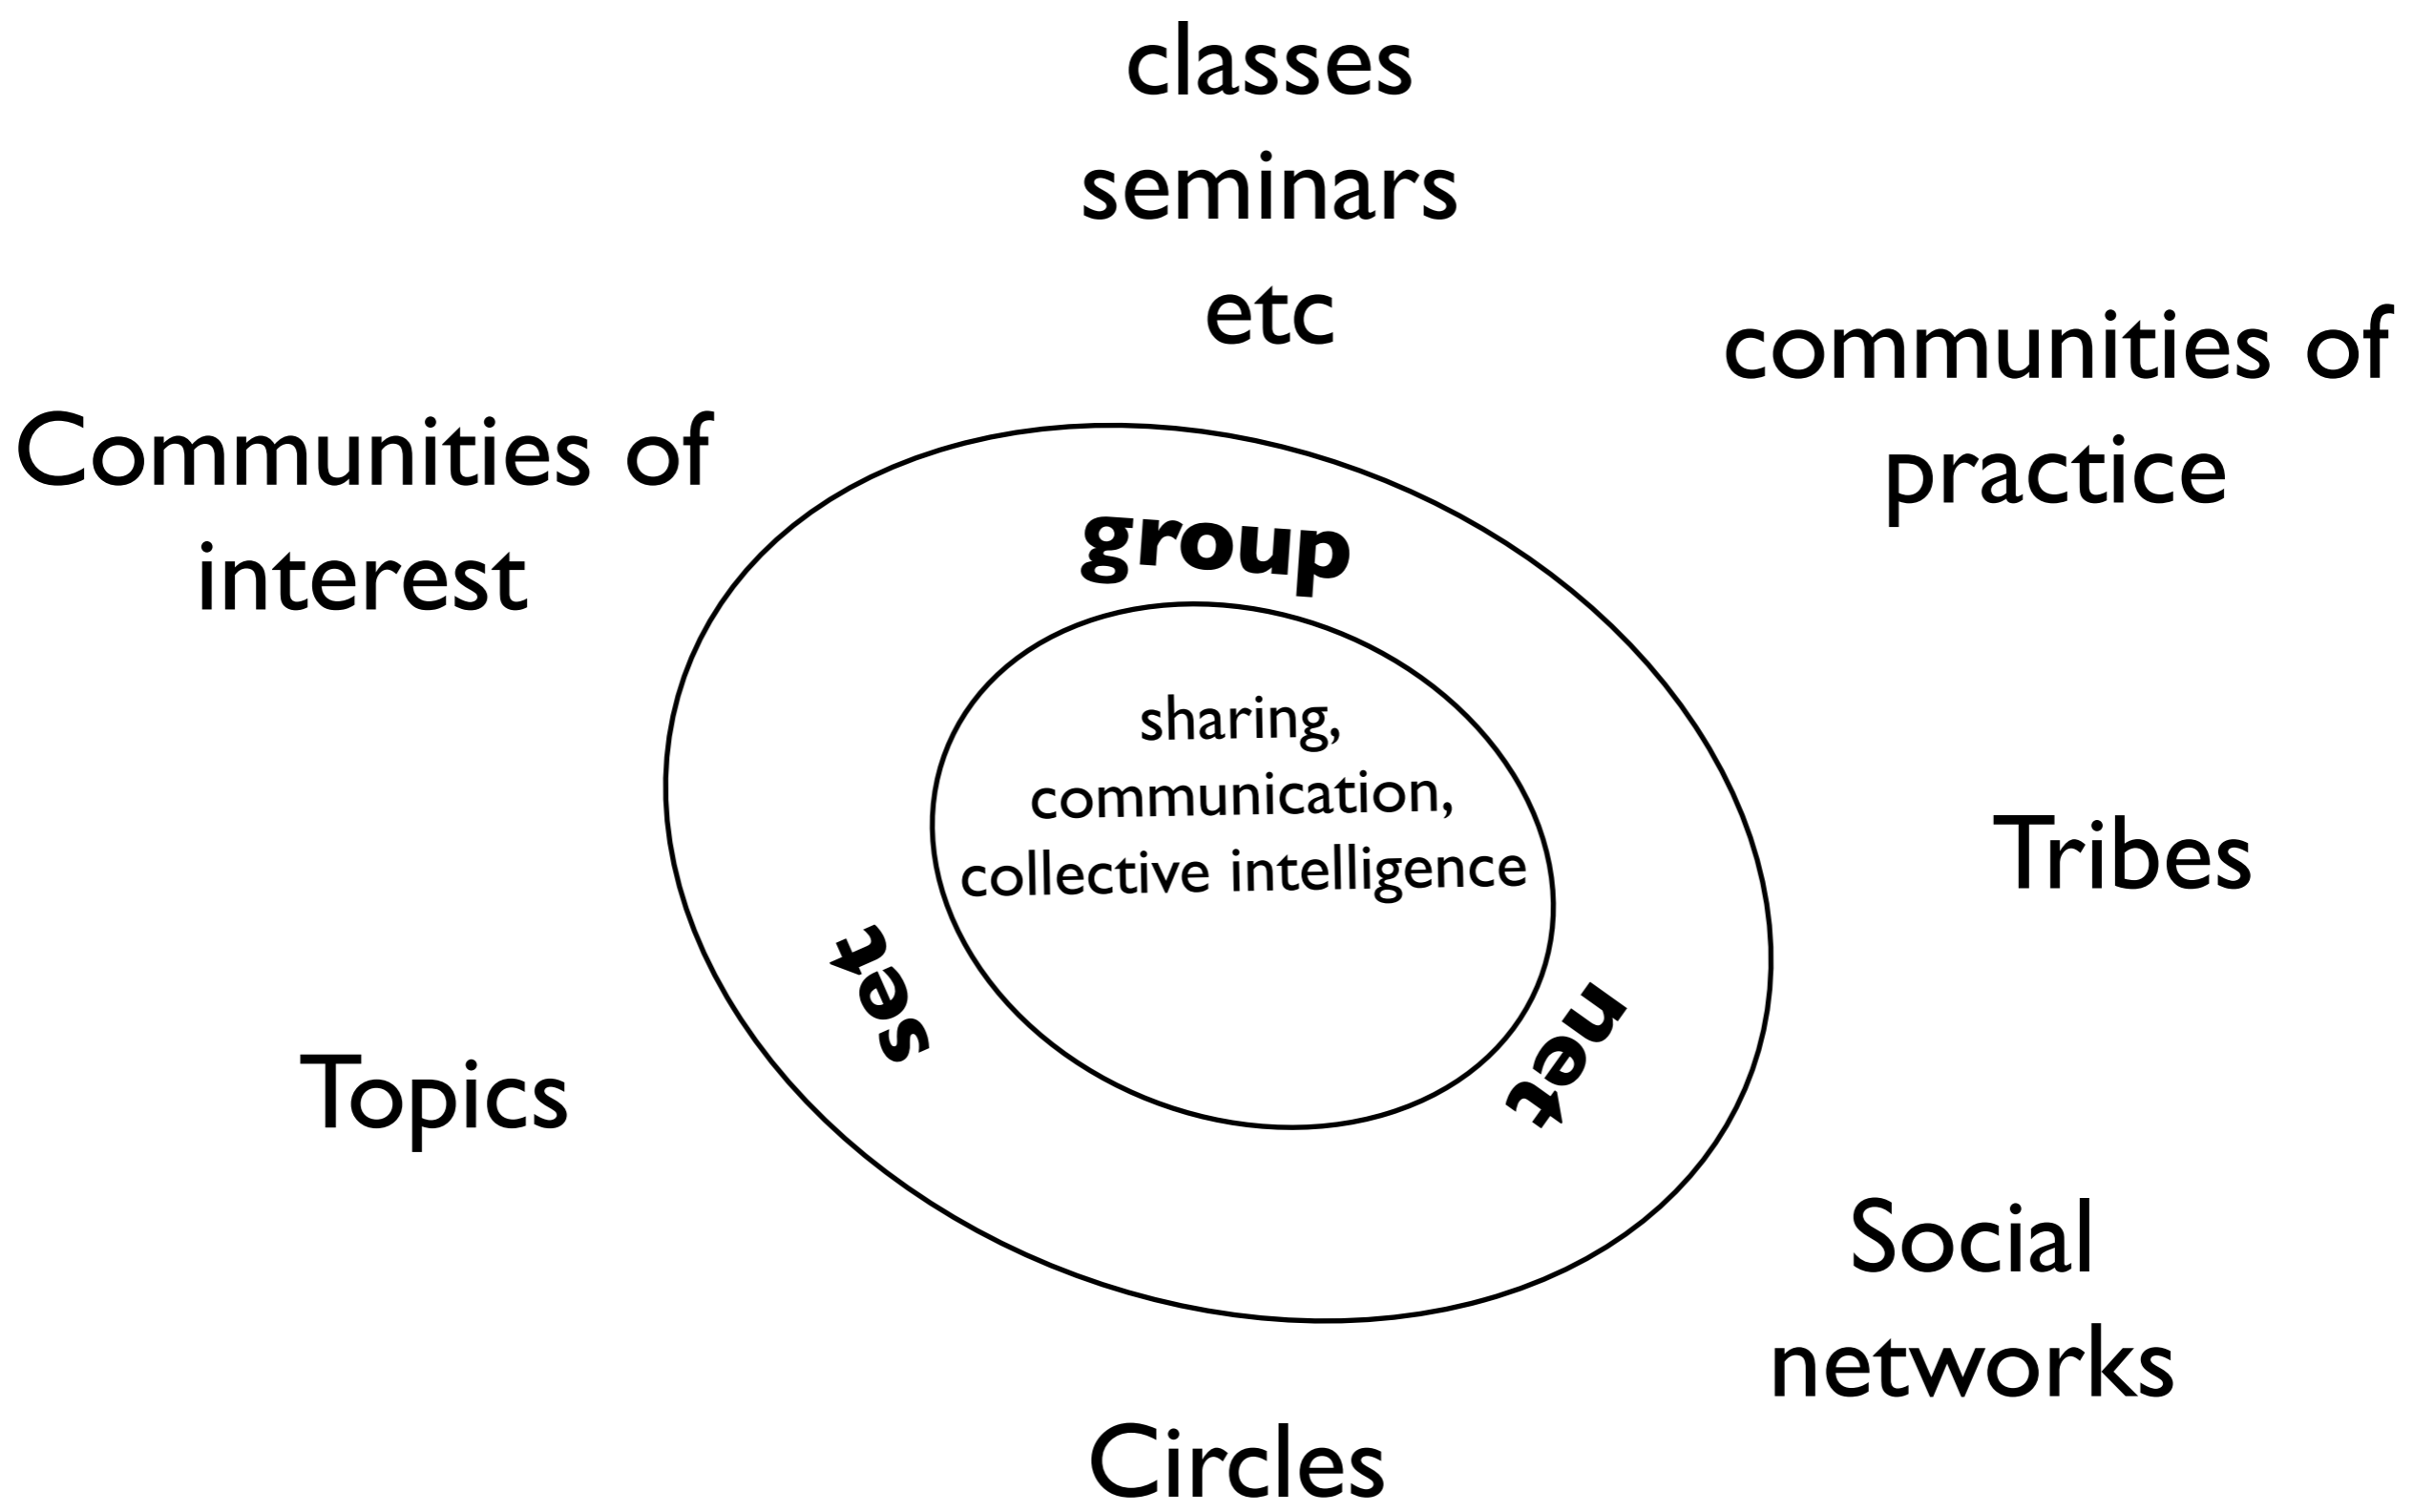 classes
seminars
etc
communities of
practice
Communities of
interest
group
sharing,
communication,
collective intelligence
Tribes
set
net
Topics
Social
networks
Circles